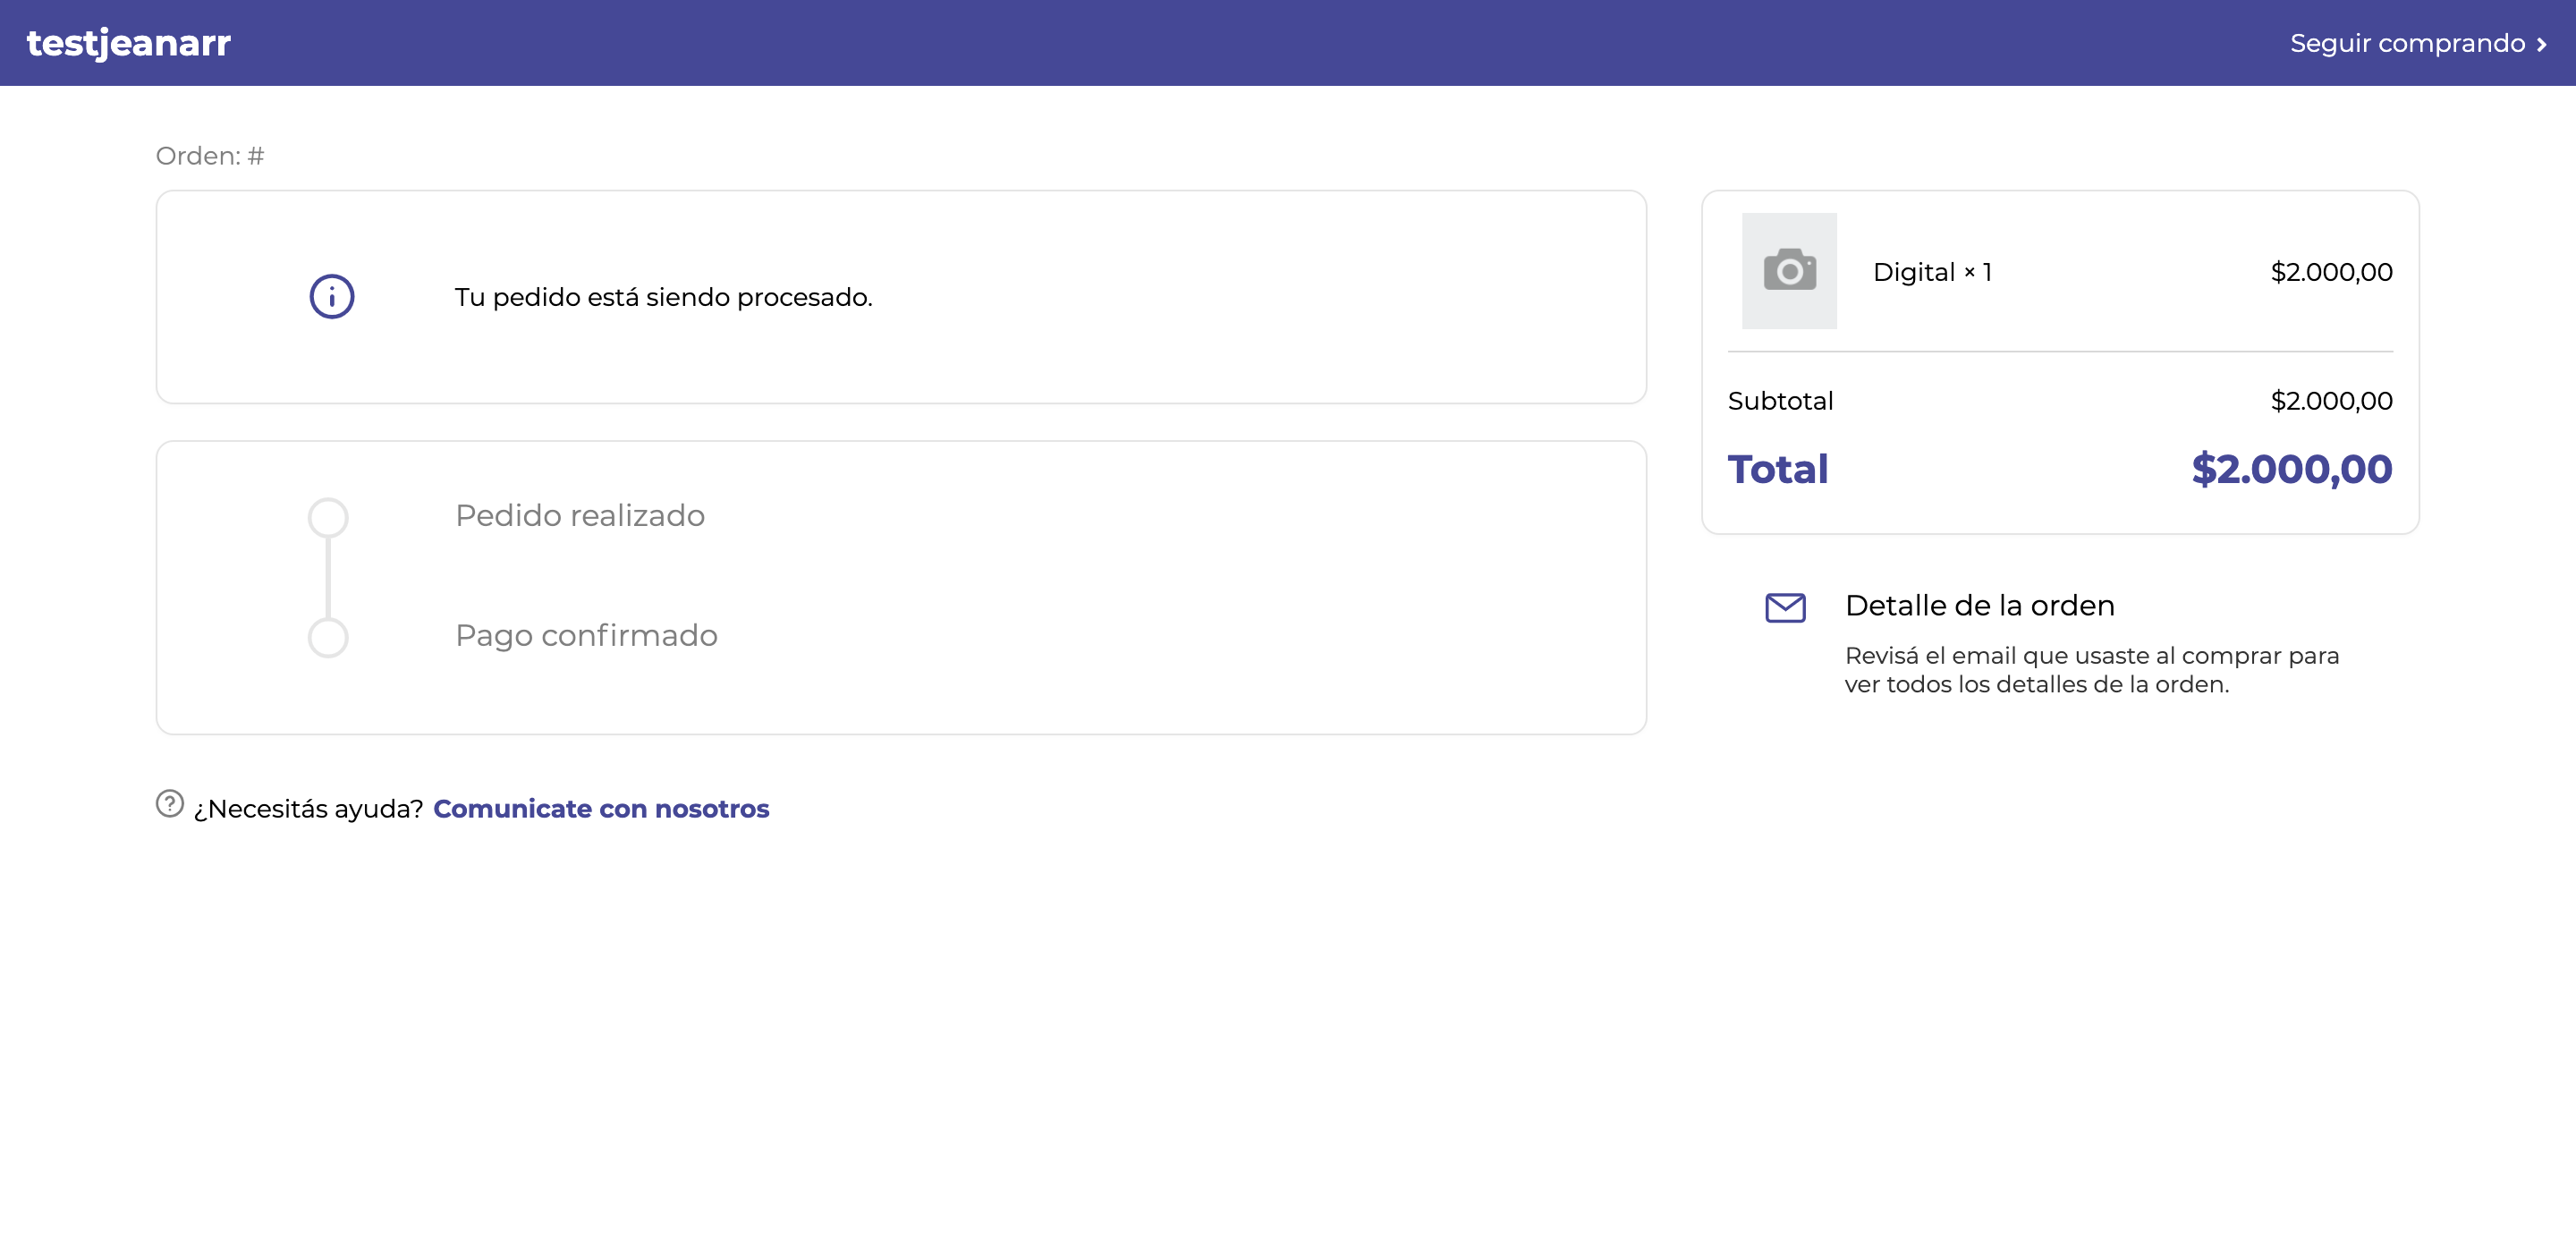 testjeanarr
Seguir comprando
Orden: #
Tu pedido está siendo procesado.
Pedido realizado
Pago confirmado
¿Necesitás ayuda? Comunicate con nosotros
Digital × 1 $2.000,00
Subtotal $2.000,00
Total $2.000,00
Detalle de la orden
Revisá el email que usaste al comprar para
ver todos los detalles de la orden.